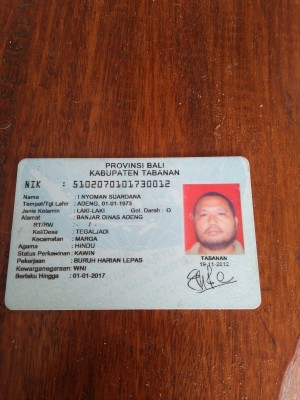 PROVINSI BALI
KABUPATEN TABANAN
NIK : 5102070101730012
Nama : I NYOMAN SUARDANA
Tempat/Tgl Lahir : ADENG, 01-01-1973
Jenis Kelamin : LAKI-LAKI Gol. Darah : O
Alamat : BANJAR DINAS ADENG
RT/RW : - / -
Kel/Desa : TEGALJADI
Kecamatan : MARGA
Agama : HINDU
Status Perkawinan : KAWIN
Pekerjaan : BURUH HARIAN LEPAS
Kewarganegaraan : WNI
Berlaku Hingga : 01-01-2017
TABANAN
19-11-2012